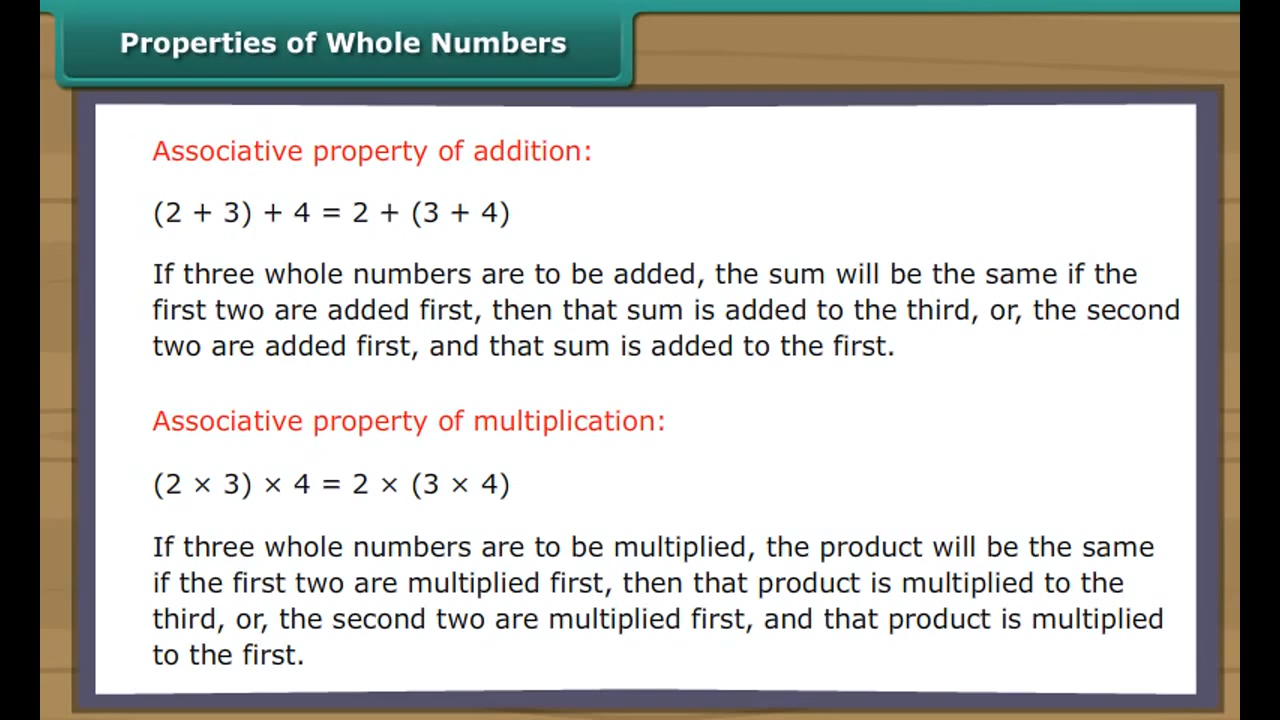 Properties of Whole Numbers
Associative property of addition:
(2 + 3) + 4 = 2 + (3 + 4)
If three whole numbers are to be added, the sum will be the same if the
first two are added first, then that sum is added to the third, or, the second
two are added first, and that sum is added to the first.
Associative property of multiplication:
(2 × 3) × 4 = 2 × (3 × 4)
If three whole numbers are to be multiplied, the product will be the same
if the first two are multiplied first, then that product is multiplied to the
third, or, the second two are multiplied first, and that product is multiplied
to the first.